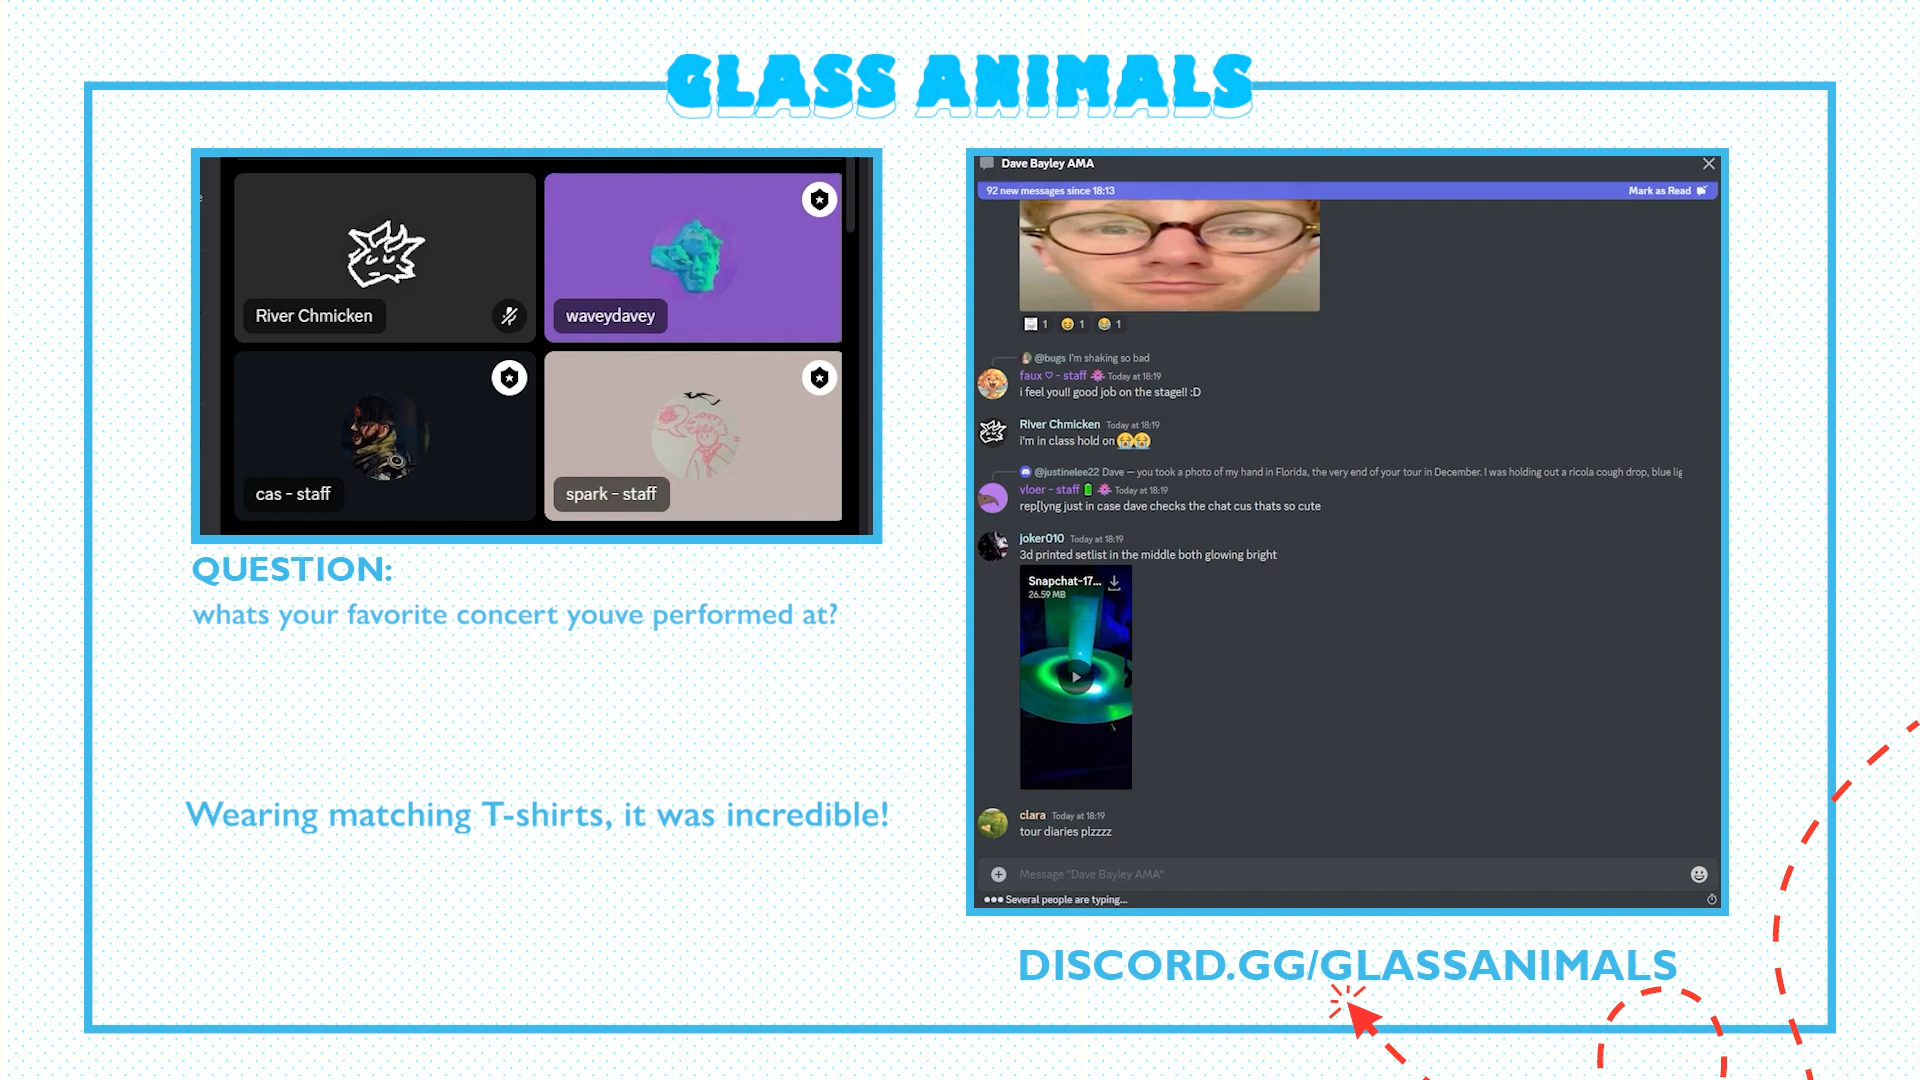 GLASS ANIMALS
River Chmicken
waveydavey
cas - staff
spark - staff
QUESTION:
whats your favorite concert youve performed at?
Wearing matching T-shirts, it was incredible!
Dave Bayley AMA
92 new messages since 18:13
Mark as Read
1 1 1
@bugs I'm shaking so bad
faux ♡ - staff Today at 18:19
i feel you!! good job on the stage!! :D
River Chmicken Today at 18:19
i'm in class hold on 😭😭
@justinelee22 Dave — you took a photo of my hand in Florida, the very end of your tour in December. I was holding out a ricola cough drop, blue lig
vloer - staff Today at 18:19
rep[lyng just in case dave checks the chat cus thats so cute
joker010 Today at 18:19
3d printed setlist in the middle both glowing bright
Snapchat-17...
26.59 MB
clara Today at 18:19
tour diaries plzzzz
Message "Dave Bayley AMA"
Several people are typing...
DISCORD.GG/GLASSANIMALS